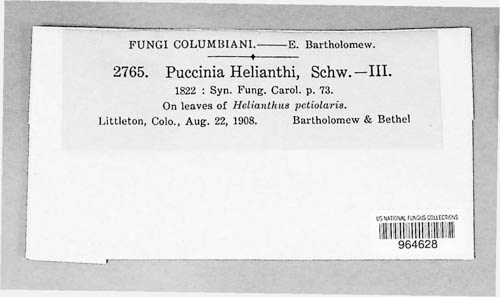 FUNGI COLUMBIANI.——E. Bartholomew.
2765. Puccinia Helianthi, Schw.—III.
1822 : Syn. Fung. Carol. p. 73.
On leaves of Helianthus petiolaris.
Littleton, Colo., Aug. 22, 1908. Bartholomew & Bethel
US NATIONAL FUNGUS COLLECTIONS
964628